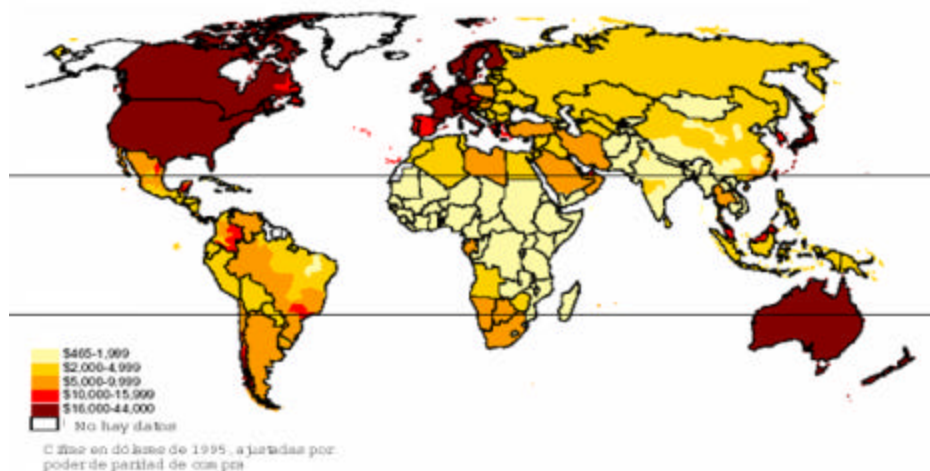 $465-1,999
$2,000-4,999
$5,000-9,999
$10,000-15,999
$16,000-44,000
No hay datos
Cifras en dólares de 1995, ajustadas por
poder de paridad de compra